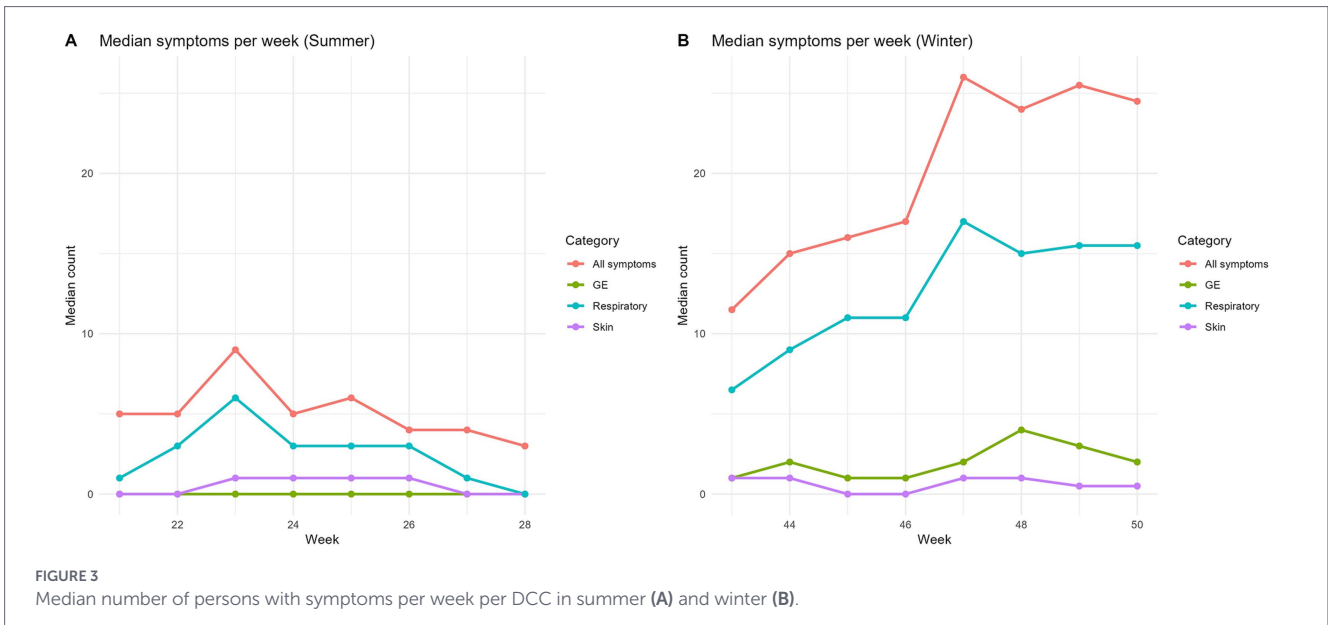 A Median symptoms per week (Summer)
20
10
0
Median count
22 24 26 28
Week
Category
All symptoms
GE
Respiratory
Skin
B Median symptoms per week (Winter)
20
10
0
Median count
44 46 48 50
Week
Category
All symptoms
GE
Respiratory
Skin
FIGURE 3
Median number of persons with symptoms per week per DCC in summer (A) and winter (B).